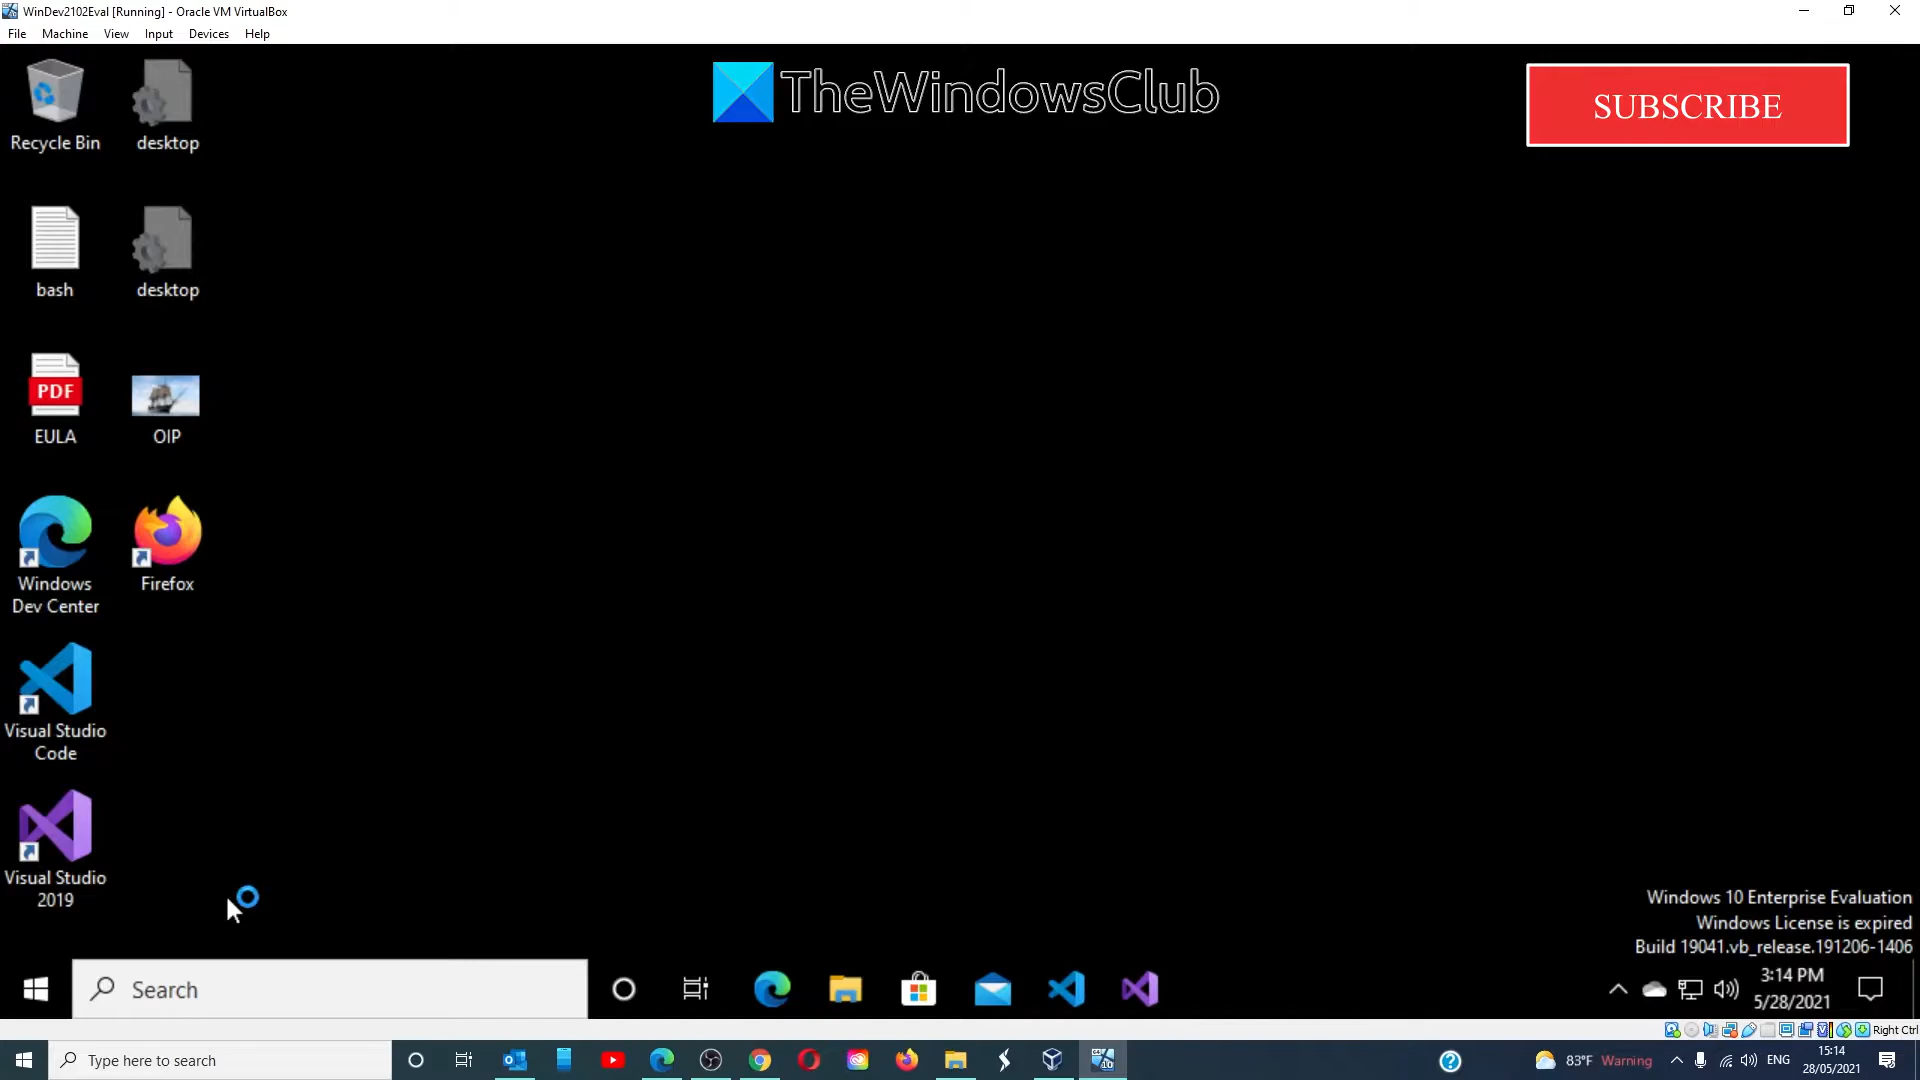 WinDev2102Eval [Running] - Oracle VM VirtualBox
File Machine View Input Devices Help
TheWindowsClub
SUBSCRIBE
Recycle Bin
desktop
bash
desktop
PDF
EULA
OIP
Windows
Dev Center
Firefox
Visual Studio
Code
Visual Studio
2019
Windows 10 Enterprise Evaluation
Windows License is expired
Build 19041.vb_release.191206-1406
Search
3:14 PM
5/28/2021
Right Ctrl
Type here to search
83°F Warning
ENG
15:14
28/05/2021